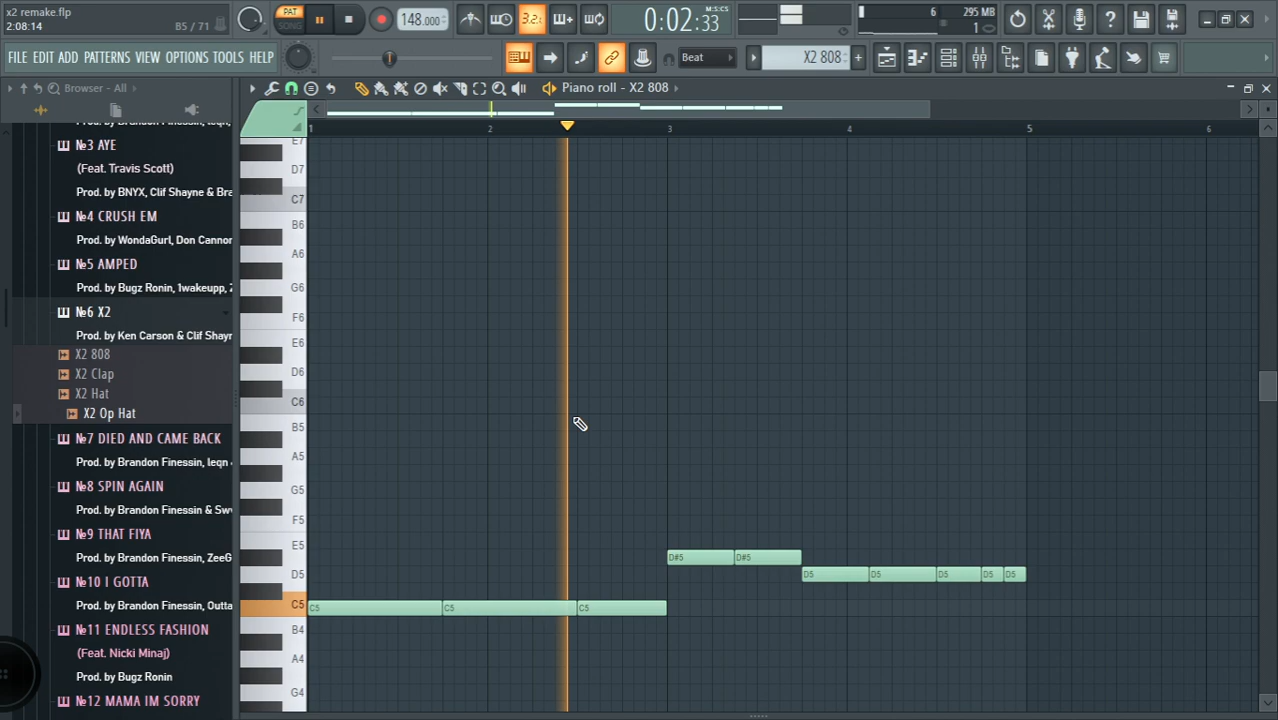 x2 remake.flp
2:08:14
B5 / 71
PAT
SONG
148.000
3.2.
M:S:CS
0:02:33
6
295 MB
1
FILE EDIT ADD PATTERNS VIEW OPTIONS TOOLS HELP
Beat
X2 808
Browser - All
Piano roll - X2 808
1 2 3 4 5 6
№3 AYE
(Feat. Travis Scott)
Prod. by BNYX, Clif Shayne & Bra
№4 CRUSH EM
Prod. by WondaGurl, Don Cannon
№5 AMPED
Prod. by Bugz Ronin, 1wakeupp, 2
№6 X2
Prod. by Ken Carson & Clif Shayr
X2 808
X2 Clap
X2 Hat
X2 Op Hat
№7 DIED AND CAME BACK
Prod. by Brandon Finessin, leqn &
№8 SPIN AGAIN
Prod. by Brandon Finessin & Sw
№9 THAT FIYA
Prod. by Brandon Finessin, ZeeG
№10 I GOTTA
Prod. by Brandon Finessin, Outta
№11 ENDLESS FASHION
(Feat. Nicki Minaj)
Prod. by Bugz Ronin
№12 MAMA IM SORRY
E7
D7
C7
B6
A6
G6
F6
E6
D6
C6
B5
A5
G5
F5
E5
D5
C5
B4
A4
G4
D#5 D#5
D5 D5 D5 D5 D5
C5 C5 C5